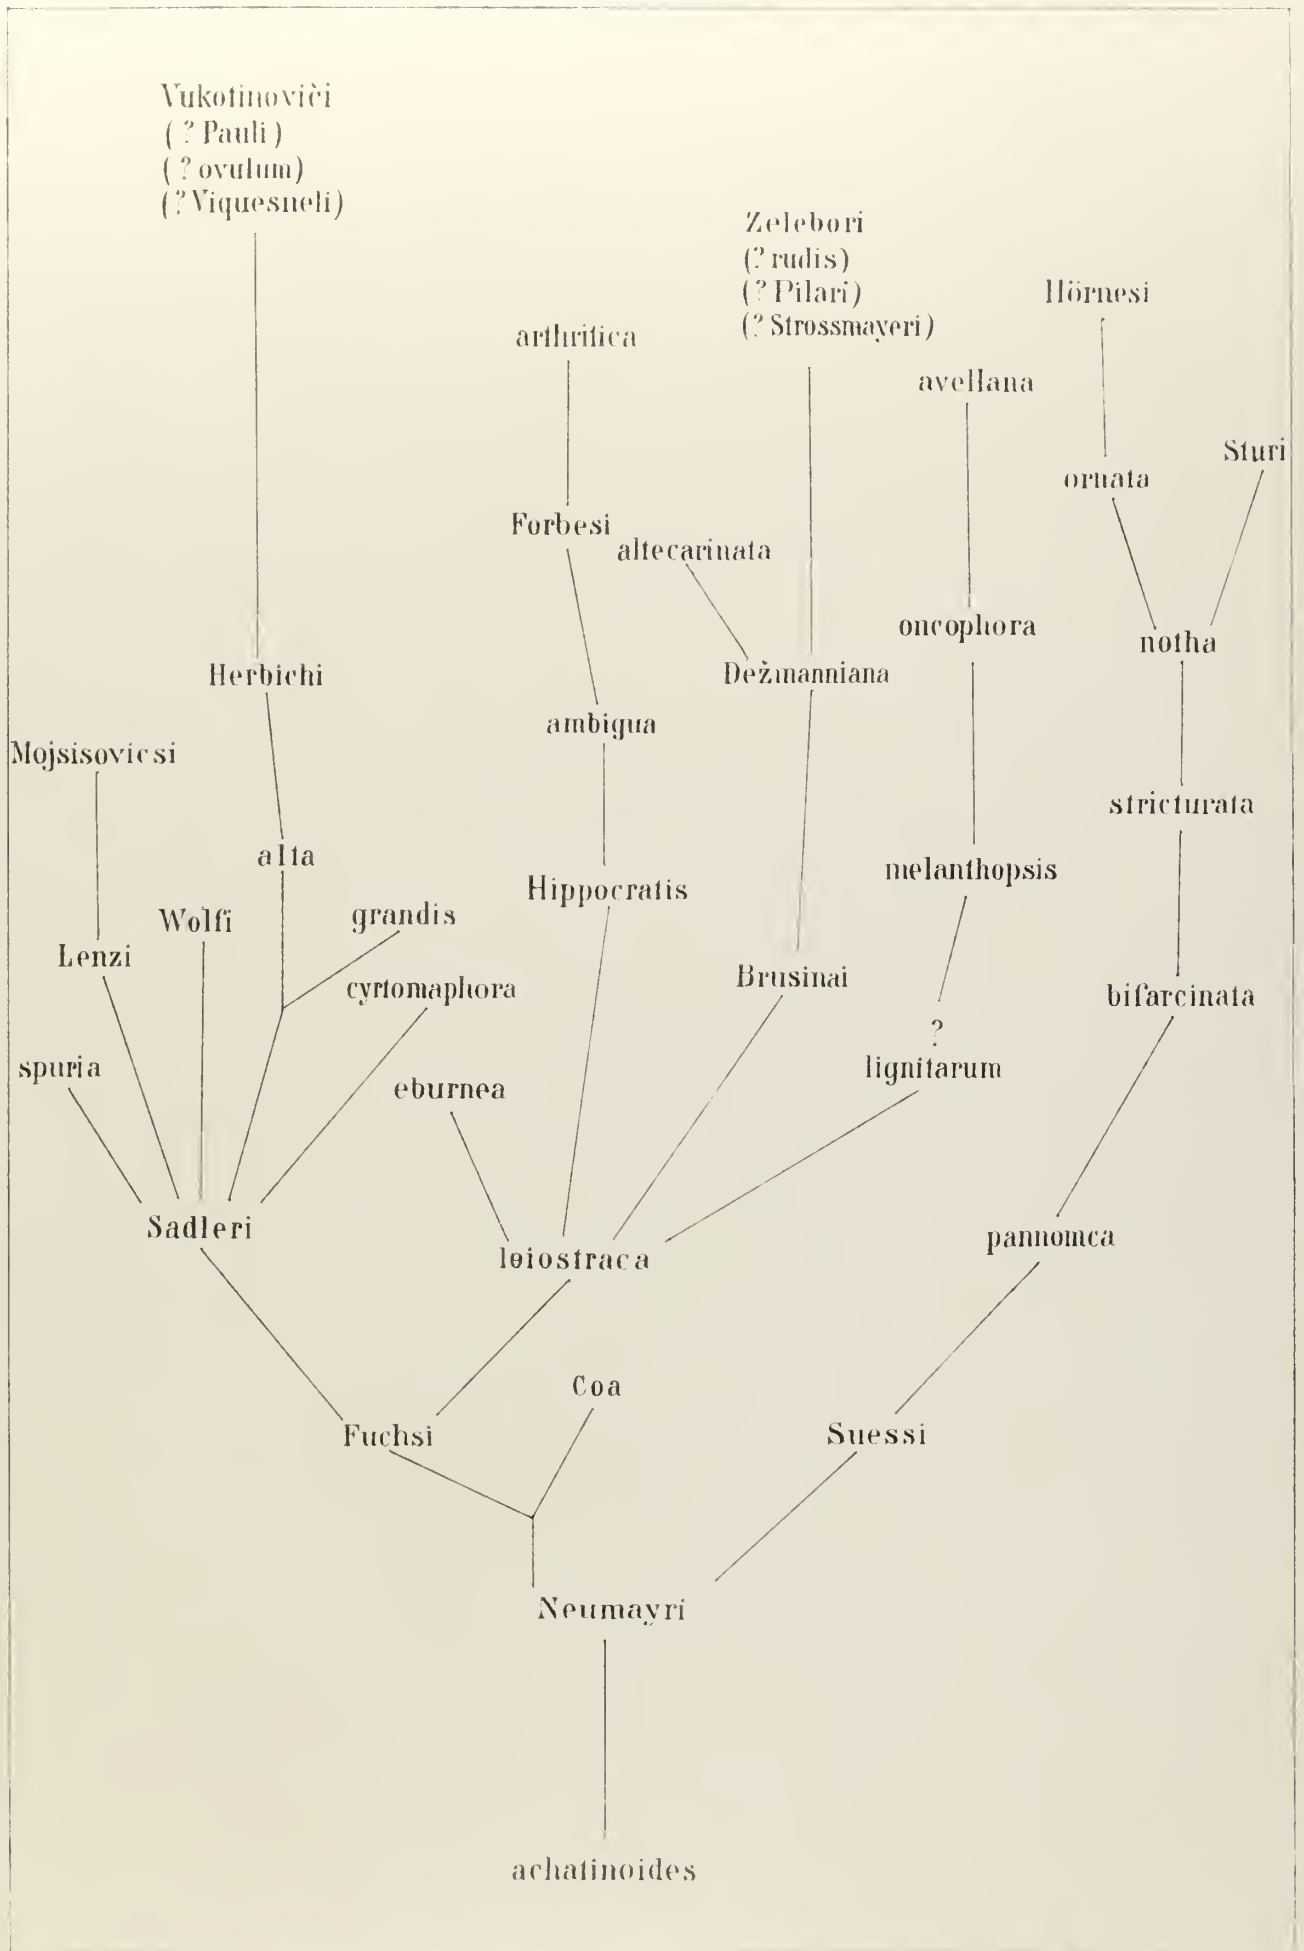 Vukotinovići
(? Pauli)
(? ovulum)
(? Viquesneli)
Zelebori
(? rudis)
(? Pilari)
(? Strossmayeri)
Hörnesi
arthritica
avellana
Sturi
ornata
Forbesi
altecarinata
oncophora
notha
Herbichi
Dežmanniana
ambigua
Mojsisovicsi
stricturata
alta
melanthopsis
Hippocratis
grandis
Wolfi
Lenzi
Brusinai
cyrtomaphora
bifarcinata
?
spuria
lignitarum
eburnea
Sadleri
pannonica
leiostraca
Coa
Fuchsi
Suessi
Neumayri
achatinoides